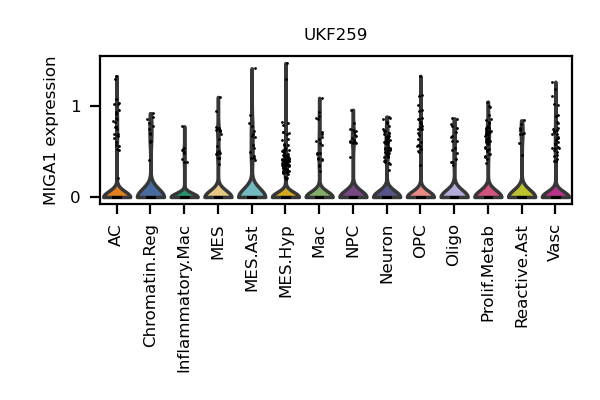 UKF259
MIGA1 expression
1
0
AC
Chromatin.Reg
Inflammatory.Mac
MES
MES.Ast
MES.Hyp
Mac
NPC
Neuron
OPC
Oligo
Prolif.Metab
Reactive.Ast
Vasc